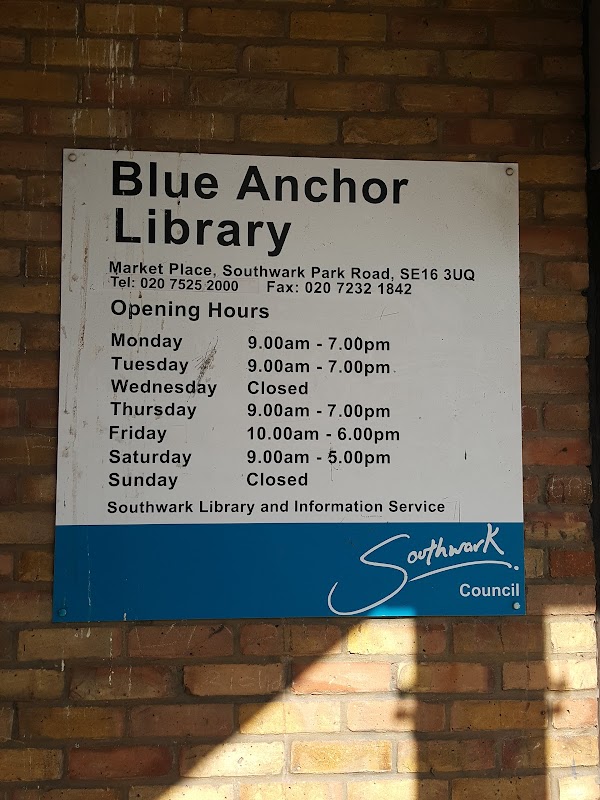 Blue Anchor
Library
Market Place, Southwark Park Road, SE16 3UQ
Tel: 020 7525 2000 Fax: 020 7232 1842
Opening Hours
Monday 9.00am - 7.00pm
Tuesday 9.00am - 7.00pm
Wednesday Closed
Thursday 9.00am - 7.00pm
Friday 10.00am - 6.00pm
Saturday 9.00am - 5.00pm
Sunday Closed
Southwark Library and Information Service
Southwark
Council